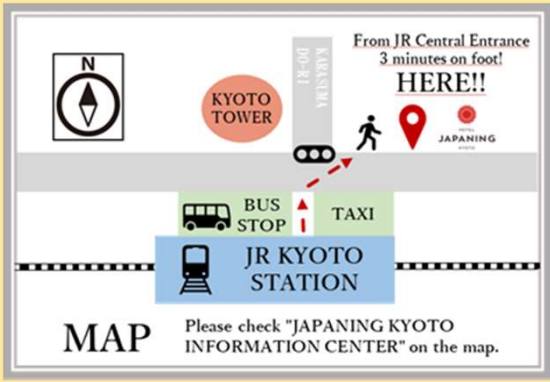 N
From JR Central Entrance
3 minutes on foot!
HERE!!
KARASUMA
DO-RI
KYOTO
TOWER
HOTEL
JAPANING
KYOTO
BUS
STOP
TAXI
JR KYOTO
STATION
MAP
Please check "JAPANING KYOTO
INFORMATION CENTER" on the map.